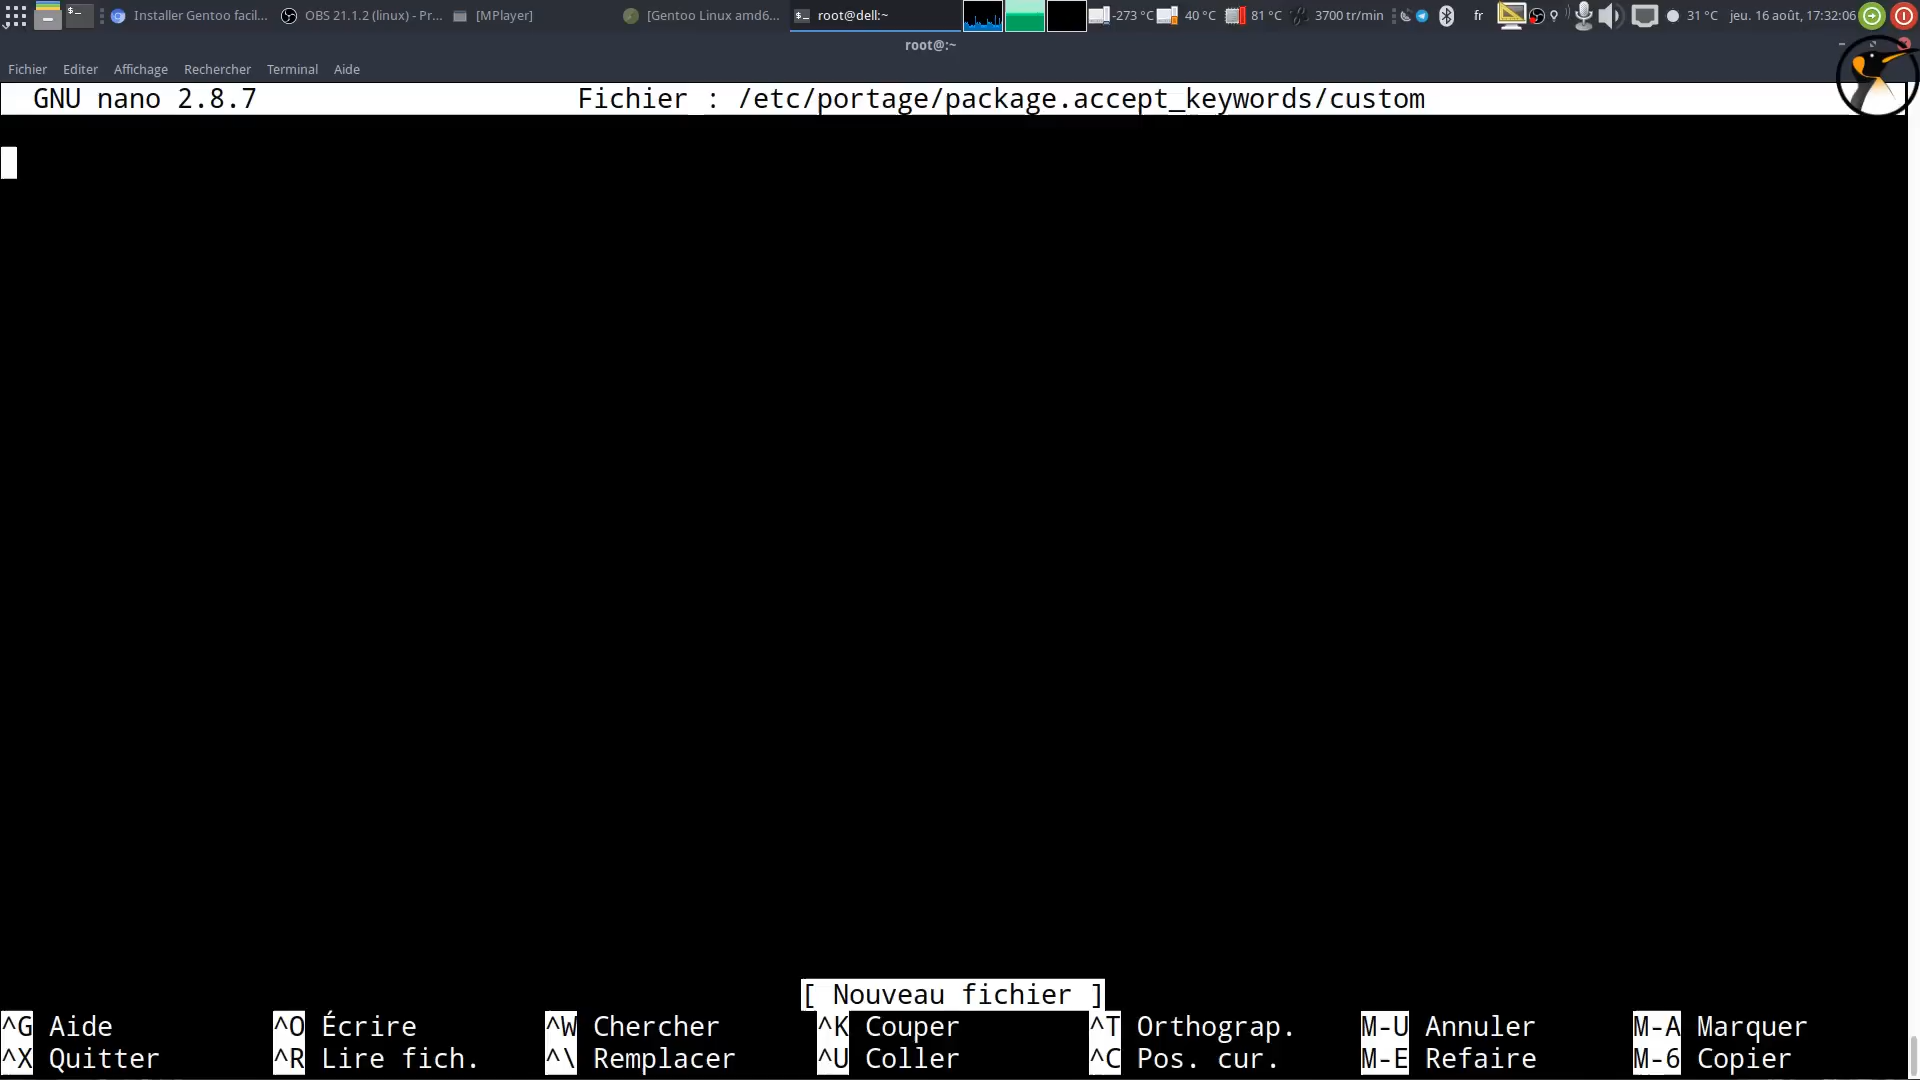 Installer Gentoo facil... OBS 21.1.2 (linux) - Pr... [MPlayer] [Gentoo Linux amd6... root@dell:~ -273 °C 40 °C 81 °C 3700 tr/min fr 31 °C jeu. 16 août, 17:32:06
root@:~
Fichier Editer Affichage Rechercher Terminal Aide
GNU nano 2.8.7 Fichier : /etc/portage/package.accept_keywords/custom
[ Nouveau fichier ]
^G Aide ^O Écrire ^W Chercher ^K Couper ^T Orthograp. M-U Annuler M-A Marquer
^X Quitter ^R Lire fich. ^\ Remplacer ^U Coller ^C Pos. cur. M-E Refaire M-6 Copier